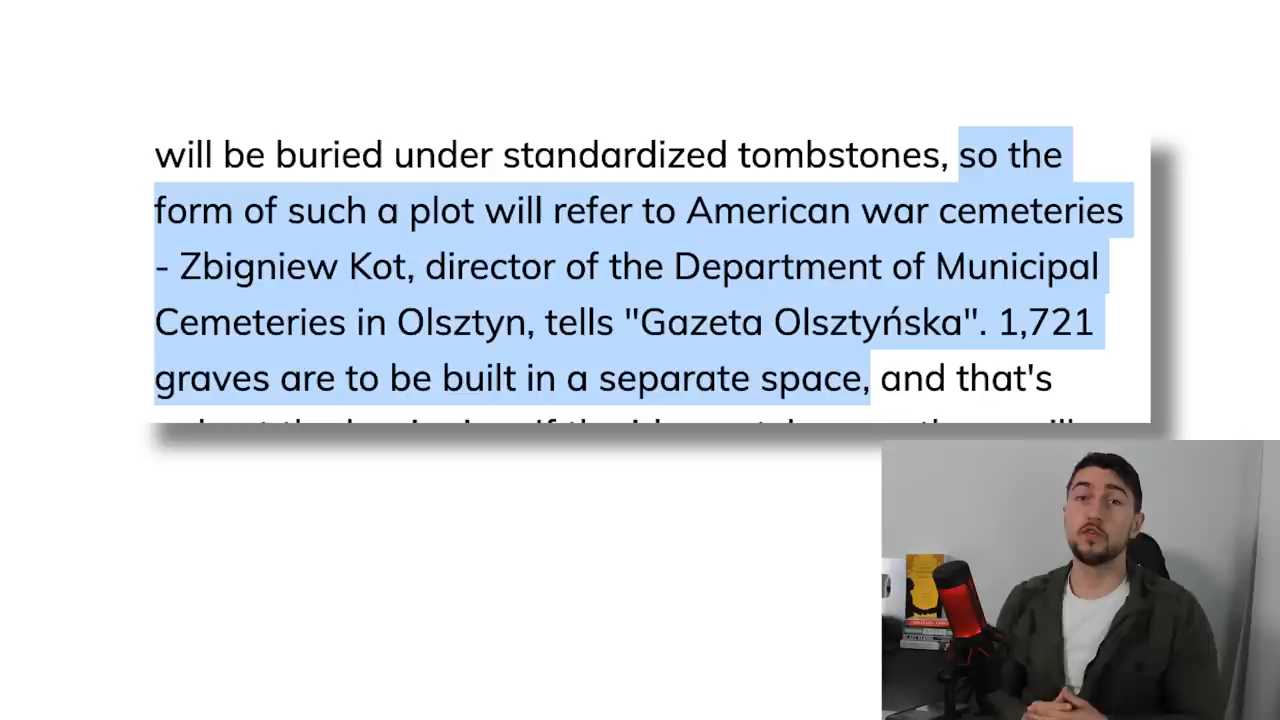 will be buried under standardized tombstones, so the
form of such a plot will refer to American war cemeteries
- Zbigniew Kot, director of the Department of Municipal
Cemeteries in Olsztyn, tells "Gazeta Olsztyńska". 1,721
graves are to be built in a separate space, and that's